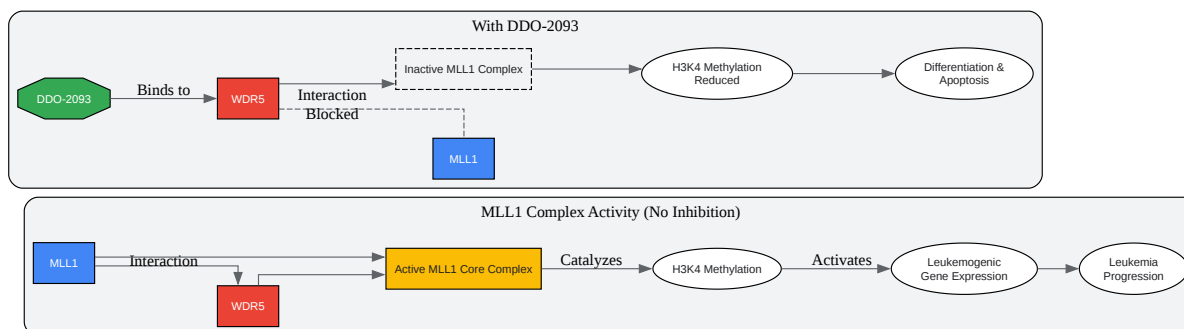 With DDO-2093
Inactive MLL1 Complex
H3K4 Methylation
Reduced
Differentiation &
Apoptosis
DDO-2093
Binds to
WDR5
Interaction
Blocked
MLL1
MLL1 Complex Activity (No Inhibition)
MLL1
Interaction
WDR5
Active MLL1 Core Complex
Catalyzes
H3K4 Methylation
Activates
Leukemogenic
Gene Expression
Leukemia
Progression